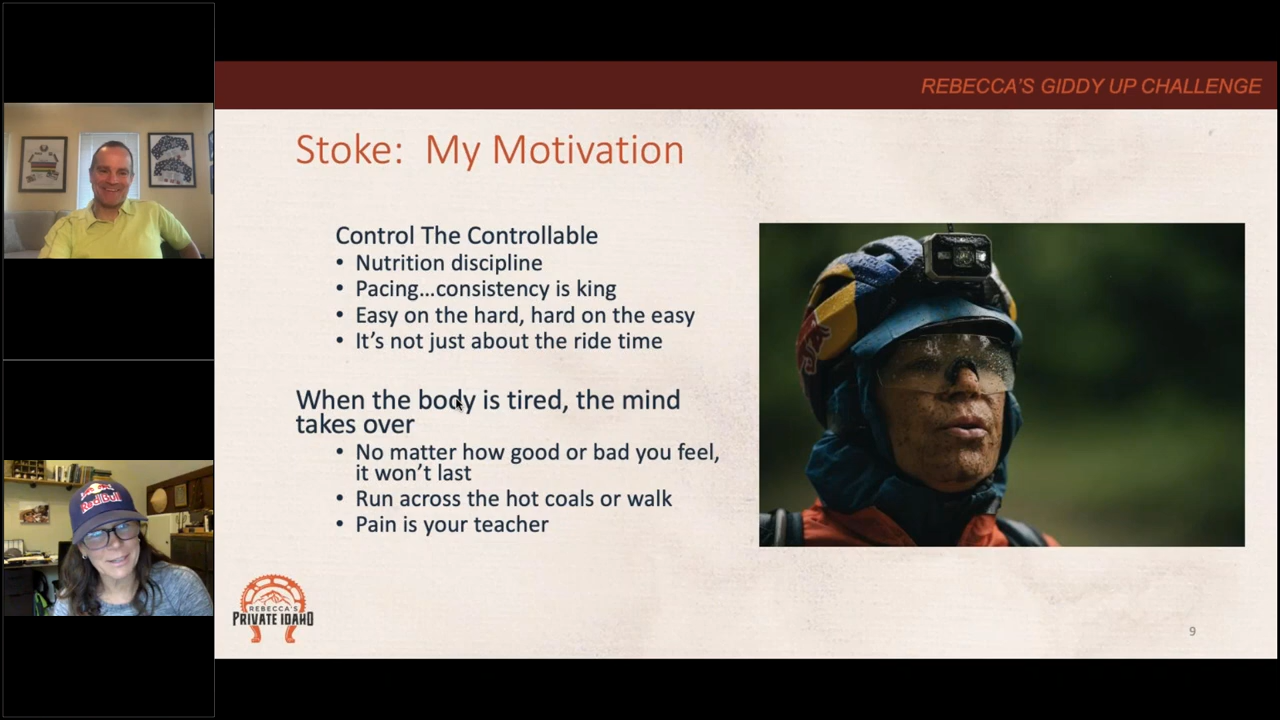 REBECCA'S GIDDY UP CHALLENGE
Stoke: My Motivation
Control The Controllable
• Nutrition discipline
• Pacing...consistency is king
• Easy on the hard, hard on the easy
• It's not just about the ride time
When the body is tired, the mind
takes over
• No matter how good or bad you feel,
it won't last
• Run across the hot coals or walk
• Pain is your teacher
REBECCA'S
PRIVATE IDAHO
9
Red Bull